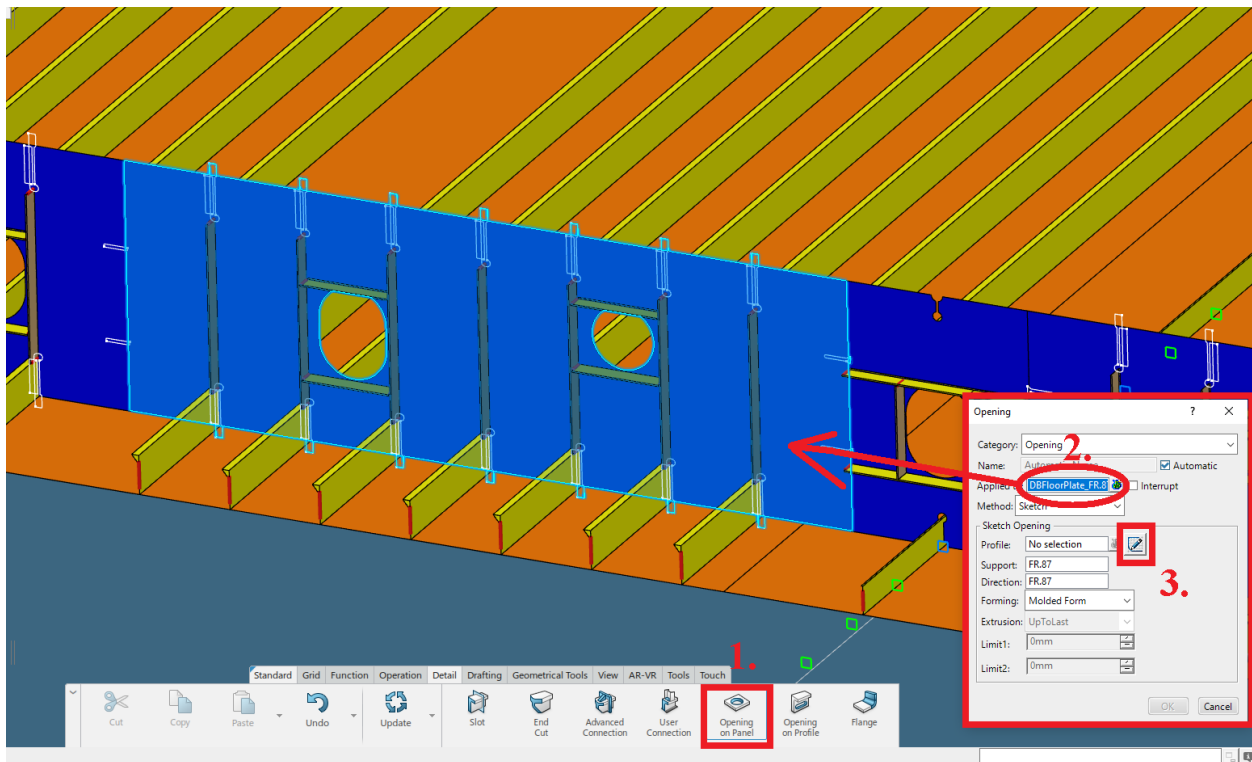 Opening ? ×
Category: Opening
2.
Name: Automatic
Applied DBFloorPlate_FR.8 Interrupt
Method: Sketch
Sketch Opening
Profile: No selection
3.
Support: FR.87
Direction: FR.87
Forming: Molded Form
Extrusion: UpToLast
Limit1: 0mm
Limit2: 0mm
OK Cancel
1.
Standard Grid Function Operation Detail Drafting Geometrical Tools View AR-VR Tools Touch
Cut Copy Paste Undo Update Slot End Cut Advanced Connection User Connection Opening on Panel Opening on Profile Flange